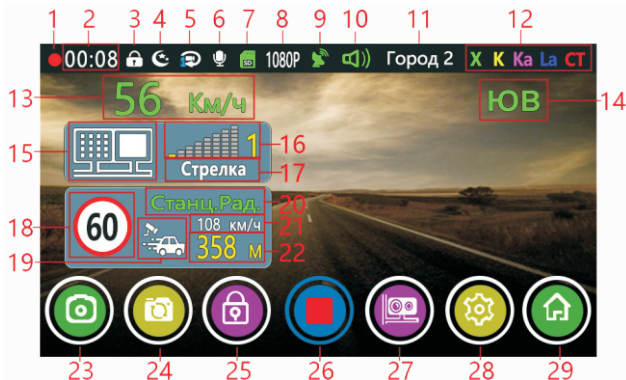 1 2 3 4 5 6 7 8 9 10 11 12
00:08 SD 1080P Город 2 X K Ka La CT
13 56 Км/ч ЮВ 14
15 1 16
Стрелка 17
18 60 Станц.Рад. 20
108 км/ч 21
19 358 м 22
23 24 25 26 27 28 29